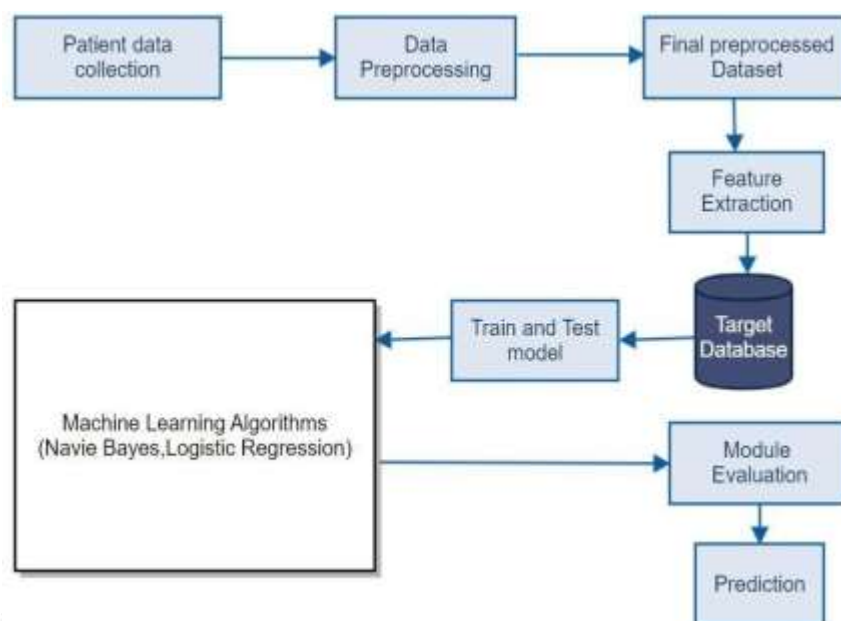 Patient data
collection
Data
Preprocessing
Final preprocessed
Dataset
Feature
Extraction
Target
Database
Train and Test
model
Machine Learning Algorithms
(Navie Bayes,Logistic Regression)
Module
Evaluation
Prediction